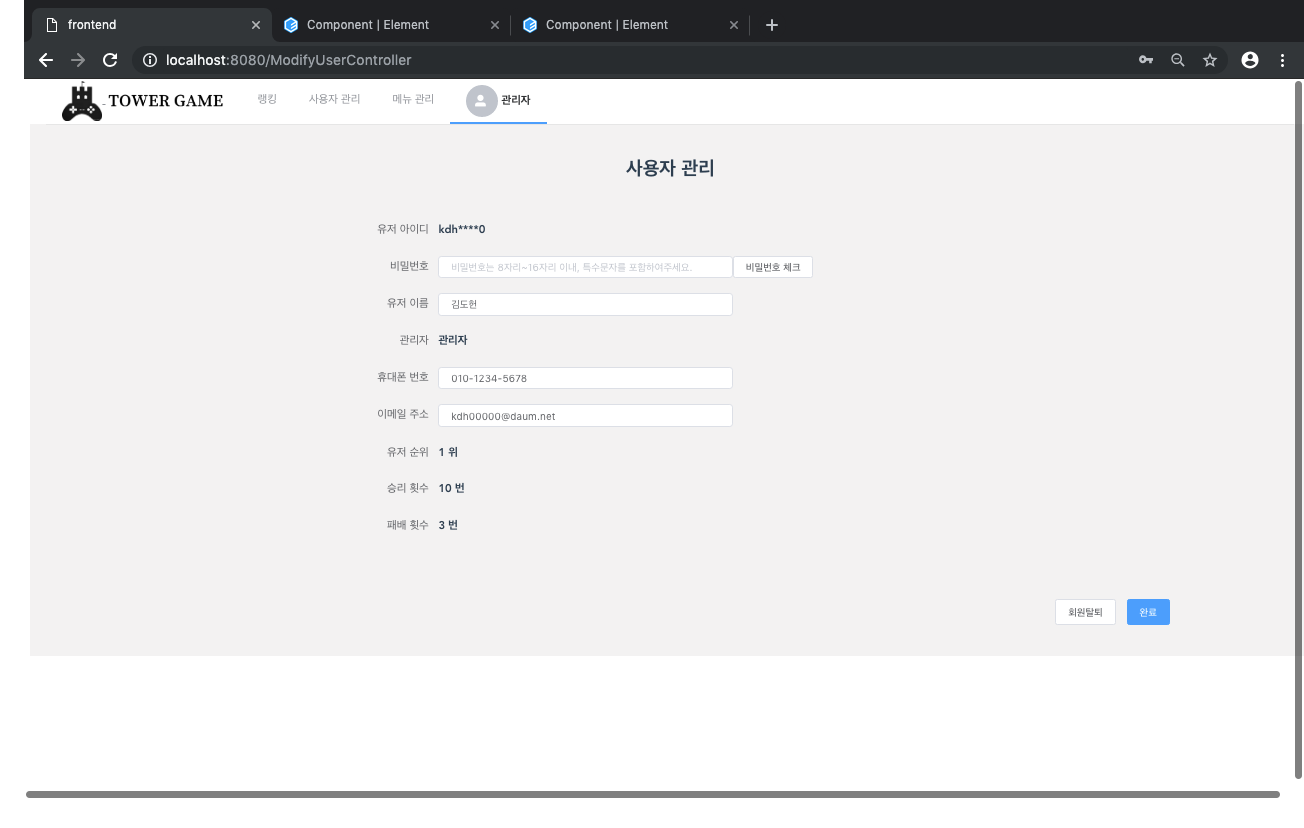 frontend
Component | Element
Component | Element
localhost:8080/ModifyUserController
TOWER GAME 랭킹 사용자 관리 메뉴 관리 관리자
사용자 관리
유저 아이디 kdh****0
비밀번호 비밀번호는 8자리~16자리 이내, 특수문자를 포함하여주세요. 비밀번호 체크
유저 이름 김도현
관리자 관리자
휴대폰 번호 010-1234-5678
이메일 주소 kdh00000@daum.net
유저 순위 1 위
승리 횟수 10 번
패배 횟수 3 번
회원탈퇴 완료